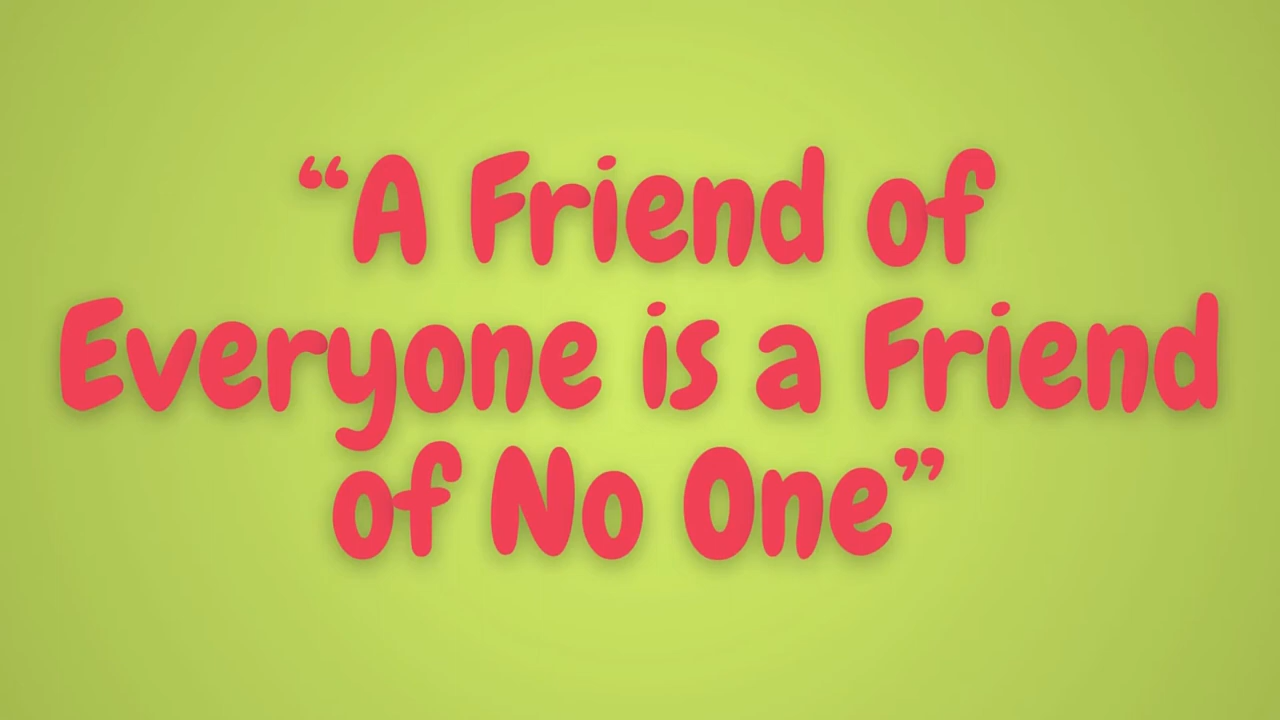 “A Friend of
Everyone is a Friend
of No One”